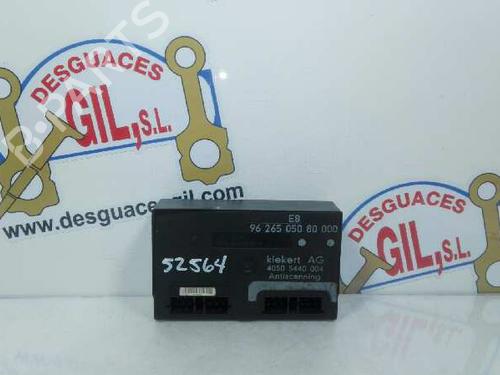 DESGUACES
GIL,S.L.
B-PARTS
www.desguacesgil.com
DESGUACES
GIL,S.L.
E8
96 265 050 80 000
kiekert AG
4050 5440 004
Antiscanning
52564